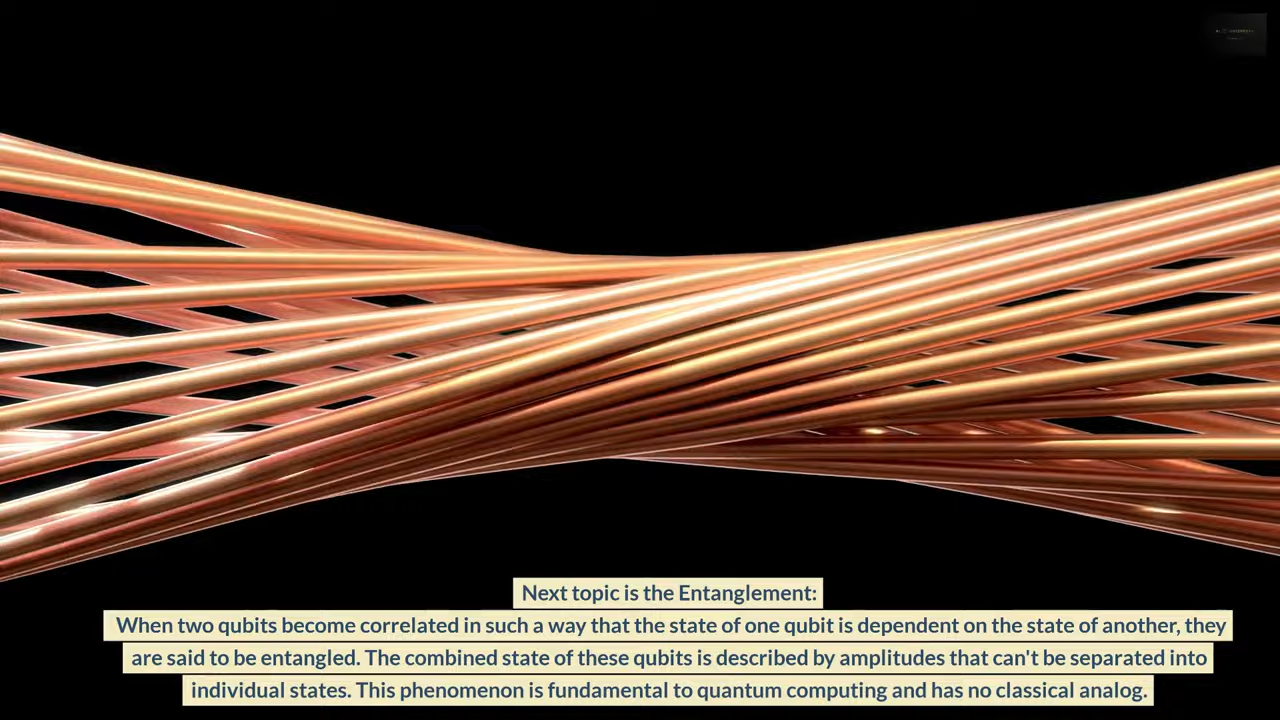 Next topic is the Entanglement:
When two qubits become correlated in such a way that the state of one qubit is dependent on the state of another, they
are said to be entangled. The combined state of these qubits is described by amplitudes that can't be separated into
individual states. This phenomenon is fundamental to quantum computing and has no classical analog.